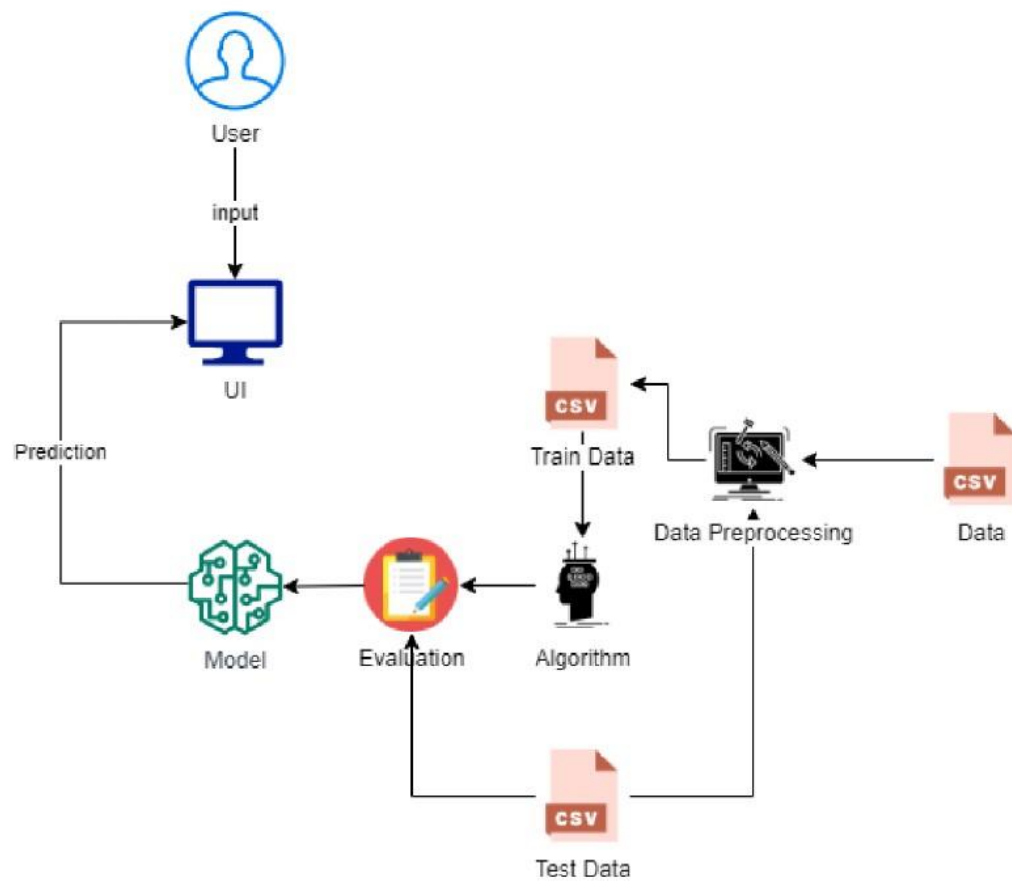 User
input
UI
Prediction
CSV
Train Data
CSV
Data Preprocessing
Data
Model
Evaluation
Algorithm
CSV
Test Data